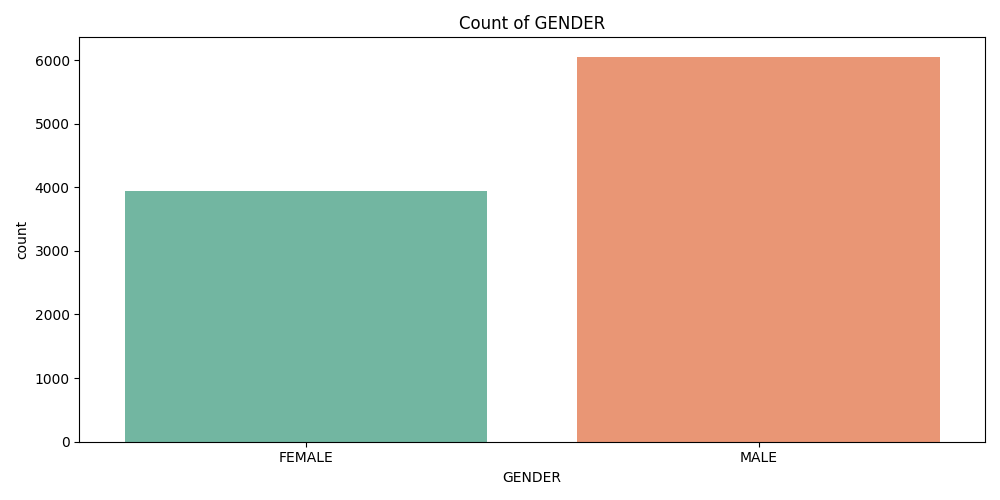 Count of GENDER
6000
5000
4000
3000
2000
1000
0
count
FEMALE
MALE
GENDER